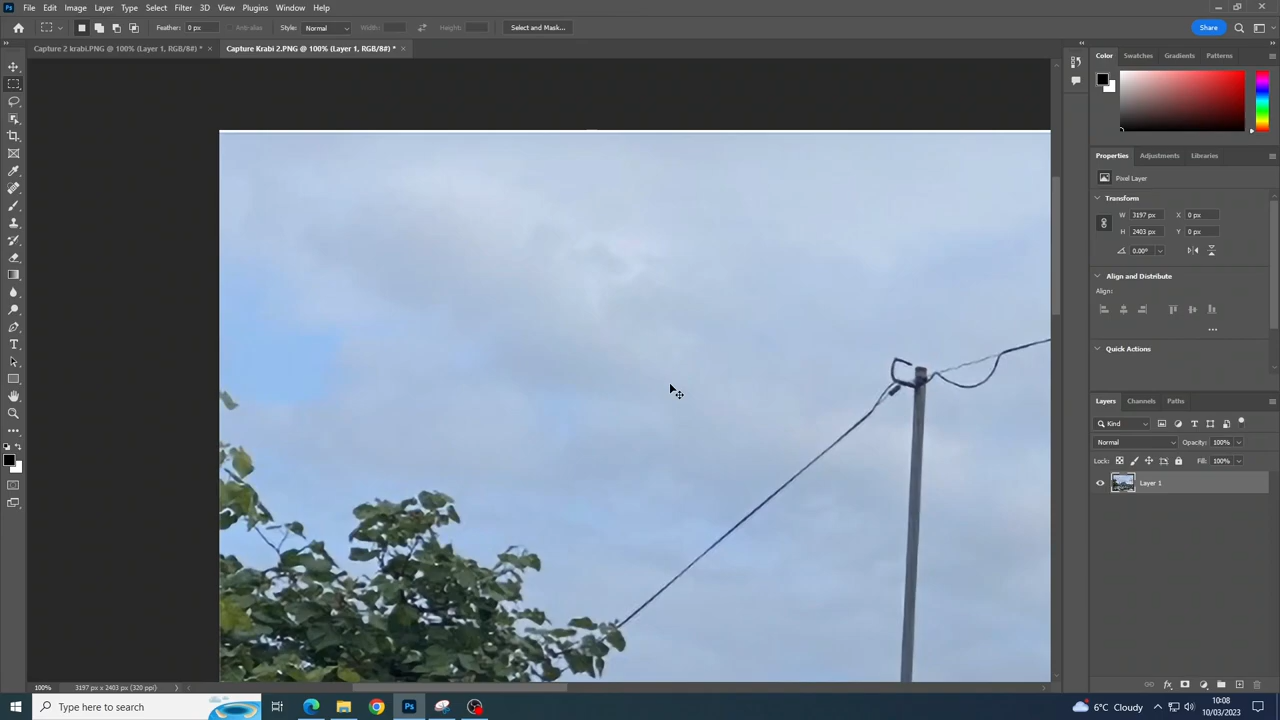 Ps File Edit Image Layer Type Select Filter 3D View Plugins Window Help
Feather: 0 px Anti-alias Style: Normal Width: Height: Select and Mask... Share
Capture 2 krabi.PNG @ 100% (Layer 1, RGB/8#) * × Capture Krabi 2.PNG @ 100% (Layer 1, RGB/8#) * ×
Color Swatches Gradients Patterns
Properties Adjustments Libraries
Pixel Layer
Transform
W 3197 px X 0 px
H 2403 px Y 0 px
0.00°
Align and Distribute
Align:
Quick Actions
Layers Channels Paths
Kind
Normal Opacity: 100%
Lock: Fill: 100%
Layer 1
100% 3197 px x 2403 px (320 ppi)
Type here to search
Ps
6°C Cloudy
10:08
10/03/2023